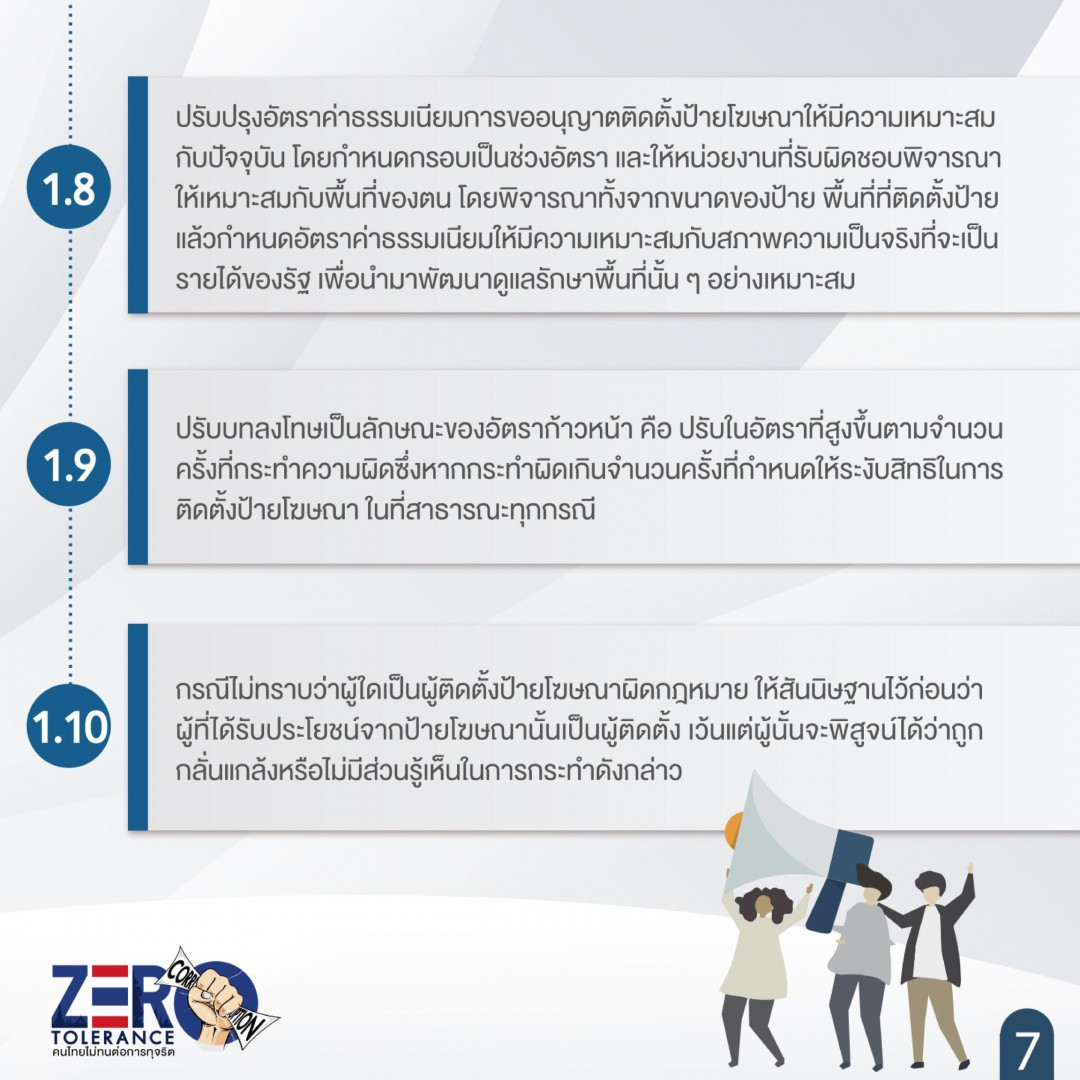 1.8
ปรับปรุงอัตราค่าธรรมเนียมการขออนุญาตติดตั้งป้ายโฆษณาให้มีความเหมาะสม
กับปัจจุบัน โดยกำหนดกรอบเป็นช่วงอัตรา และให้หน่วยงานที่รับผิดชอบพิจารณา
ให้เหมาะสมกับพื้นที่ของตน โดยพิจารณาทั้งจากขนาดของป้าย พื้นที่ที่ติดตั้งป้าย
แล้วกำหนดอัตราค่าธรรมเนียมให้มีความเหมาะสมกับสภาพความเป็นจริงที่จะเป็น
รายได้ของรัฐ เพื่อนำมาพัฒนาดูแลรักษาพื้นที่นั้น ๆ อย่างเหมาะสม
1.9
ปรับบทลงโทษเป็นลักษณะของอัตราก้าวหน้า คือ ปรับในอัตราที่สูงขึ้นตามจำนวน
ครั้งที่กระทำความผิดซึ่งหากกระทำผิดเกินจำนวนครั้งที่กำหนดให้ระงับสิทธิในการ
ติดตั้งป้ายโฆษณา ในที่สาธารณะทุกกรณี
1.10
กรณีไม่ทราบว่าผู้ใดเป็นผู้ติดตั้งป้ายโฆษณาผิดกฎหมาย ให้สันนิษฐานไว้ก่อนว่า
ผู้ที่ได้รับประโยชน์จากป้ายโฆษณานั้นเป็นผู้ติดตั้ง เว้นแต่ผู้นั้นจะพิสูจน์ได้ว่าถูก
กลั่นแกล้งหรือไม่มีส่วนรู้เห็นในการกระทำดังกล่าว
ZERO
TOLERANCE
คนไทยไม่ทนต่อการทุจริต
7